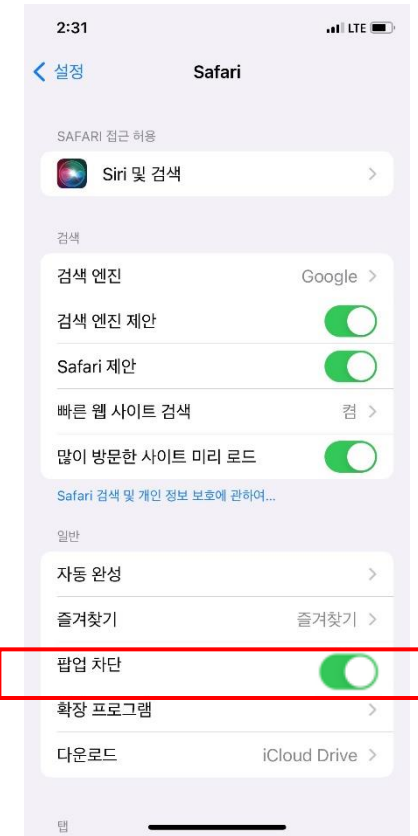 2:31 LTE
설정 Safari
SAFARI 접근 허용
Siri 및 검색
검색
검색 엔진 Google
검색 엔진 제안
Safari 제안
빠른 웹 사이트 검색 켬
많이 방문한 사이트 미리 로드
Safari 검색 및 개인 정보 보호에 관하여...
일반
자동 완성
즐겨찾기 즐겨찾기
팝업 차단
확장 프로그램
다운로드 iCloud Drive
탭